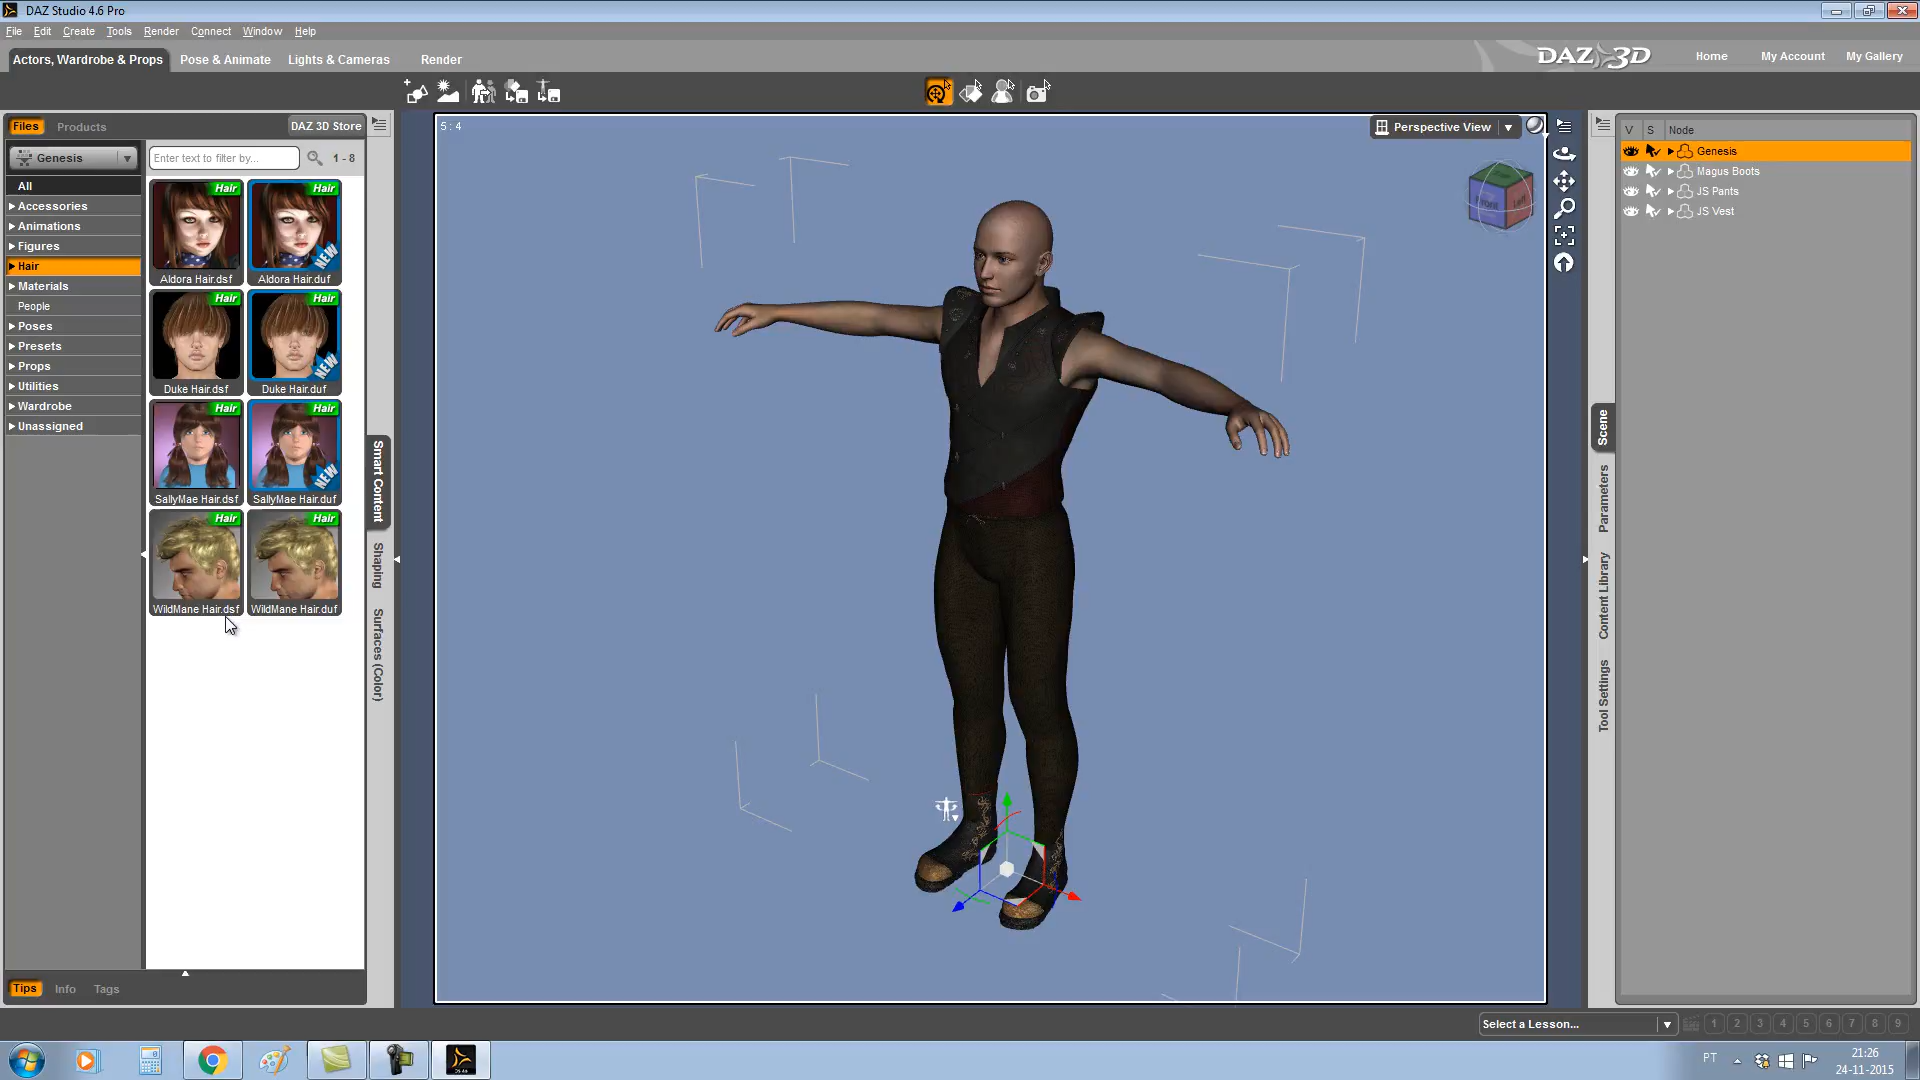 DAZ Studio 4.6 Pro
File Edit Create Tools Render Connect Window Help
Actors, Wardrobe & Props Pose & Animate Lights & Cameras Render
DAZ 3D
Home My Account My Gallery
Files Products DAZ 3D Store
Genesis
Enter text to filter by...
1 - 8
All
Accessories
Animations
Figures
Hair
Materials
People
Poses
Presets
Props
Utilities
Wardrobe
Unassigned
Hair
Aldora Hair.dsf
Hair
NEW
Aldora Hair.duf
Hair
Duke Hair.dsf
Hair
NEW
Duke Hair.duf
Hair
SallyMae Hair.dsf
Hair
NEW
SallyMae Hair.duf
Hair
WildMane Hair.dsf
Hair
WildMane Hair.duf
Smart Content
Shaping
Surfaces (Color)
Tips Info Tags
5 : 4
Perspective View
Front
Left
V S Node
Genesis
Magus Boots
JS Pants
JS Vest
Scene
Parameters
Content Library
Tool Settings
Select a Lesson...
1 2 3 4 5 6 7 8 9
PT
21:26
24-11-2015